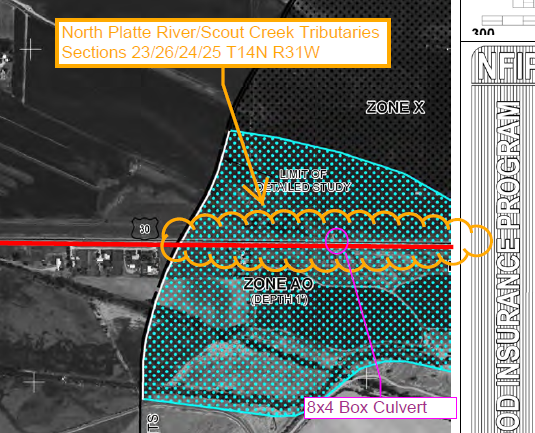 North Platte River/Scout Creek Tributaries
Sections 23/26/24/25 T14N R31W
300
NFIP
ZONE X
LIMIT OF
DETAILED STUDY
30
ZONE AO
(DEPTH 1')
8x4 Box Culvert
OD INSURANCE PROGRAM